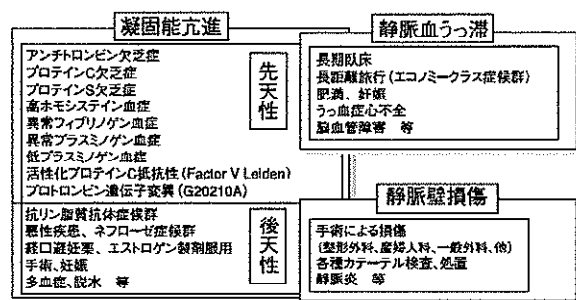 凝固能亢進
アンチトロンビン欠乏症
プロテインC欠乏症
プロテインS欠乏症
高ホモシステイン血症
異常フィブリノゲン血症
異常プラスミノゲン血症
低プラスミノゲン血症
活性化プロテインC抵抗性(Factor V Leiden)
プロトロンビン遺伝子変異(G20210A)
先天性
抗リン脂質抗体症候群
悪性疾患、ネフローゼ症候群
経口避妊薬、エストロゲン製剤服用
手術、妊娠
多血症、脱水 等
後天性
静脈血うっ滞
長期臥床
長距離旅行(エコノミークラス症候群)
肥満、妊娠
うっ血症心不全
脳血管障害 等
静脈壁損傷
手術による損傷
(整形外科、産婦人科、一般外科、他)
各種カテーテル検査、処置
静脈炎 等